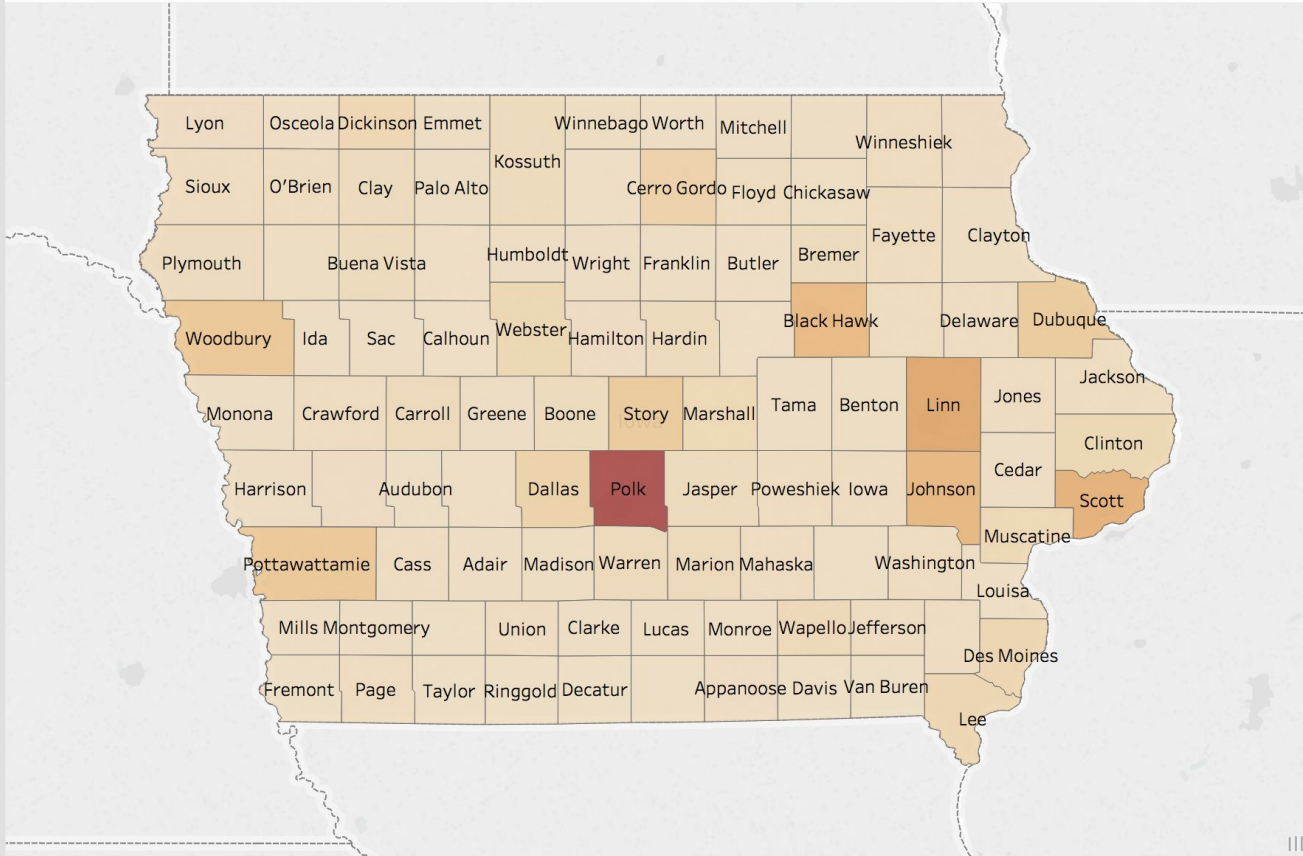 Lyon Osceola Dickinson Emmet Winnebago Worth Mitchell
Winneshiek
Kossuth
Sioux O'Brien Clay Palo Alto Cerro Gordo Floyd Chickasaw
Fayette Clayton
Plymouth Buena Vista Humboldt Wright Franklin Butler Bremer
Woodbury Ida Sac Calhoun Webster Hamilton Hardin Black Hawk Delaware Dubuque
Jackson
Monona Crawford Carroll Greene Boone Story Marshall Tama Benton Linn Jones
Iowa
Clinton
Cedar
Harrison Audubon Dallas Polk Jasper Poweshiek Iowa Johnson Scott
Muscatine
Pottawattamie Cass Adair Madison Warren Marion Mahaska Washington
Louisa
Mills Montgomery Union Clarke Lucas Monroe Wapello Jefferson
Des Moines
Fremont Page Taylor Ringgold Decatur Appanoose Davis Van Buren
Lee